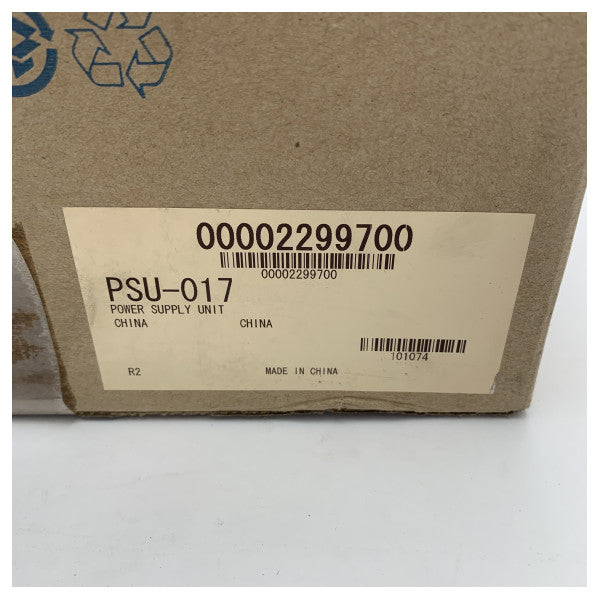 00002299700
00002299700
PSU-017
POWER SUPPLY UNIT
CHINA CHINA
101074
R2 MADE IN CHINA